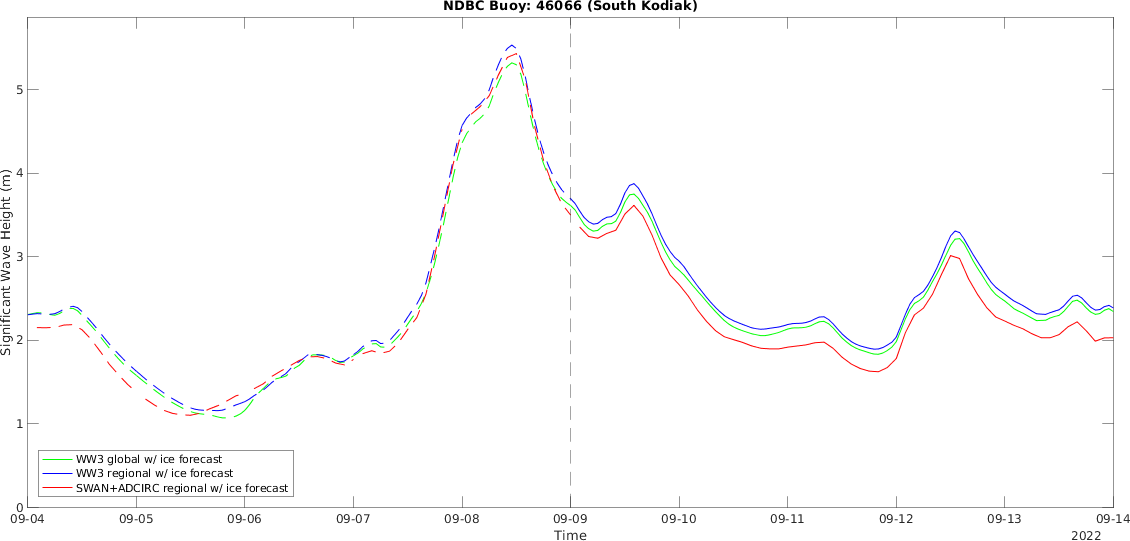 NDBC Buoy: 46066 (South Kodiak)
Significant Wave Height (m)
5
4
3
2
1
0
WW3 global w/ ice forecast
WW3 regional w/ ice forecast
SWAN+ADCIRC regional w/ ice forecast
09-04 09-05 09-06 09-07 09-08 09-09 09-10 09-11 09-12 09-13 09-14
Time
2022